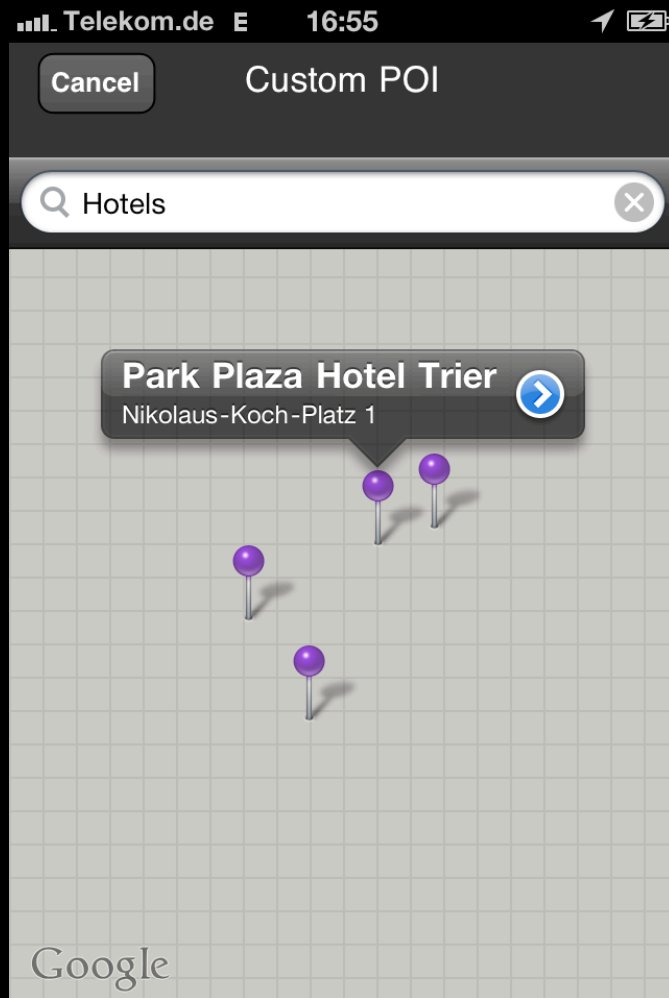 Telekom.de E 16:55
Cancel Custom POI
Hotels
Park Plaza Hotel Trier
Nikolaus-Koch-Platz 1
Google